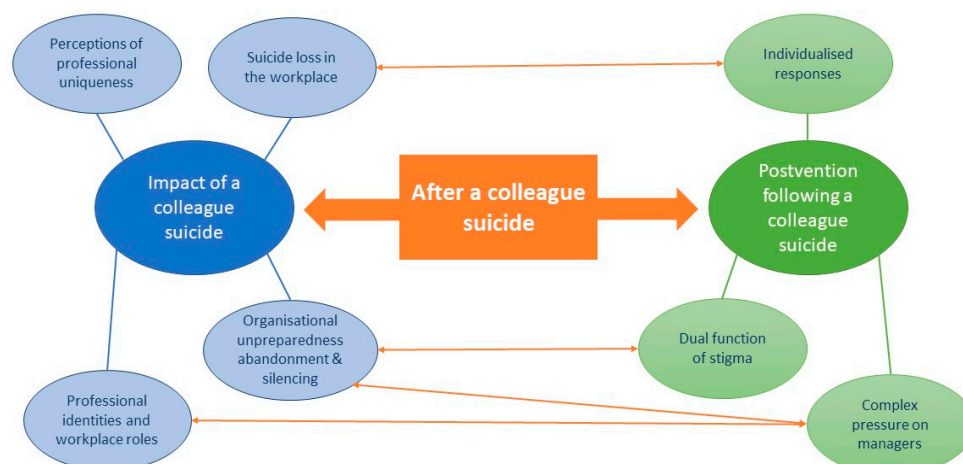 Perceptions of
professional
uniqueness
Suicide loss in
the workplace
Individualised
responses
Impact of a
colleague
suicide
After a colleague
suicide
Postvention
following a
colleague
suicide
Organisational
unpreparedness
abandonment &
silencing
Dual function
of stigma
Professional
identities and
workplace roles
Complex
pressure on
managers